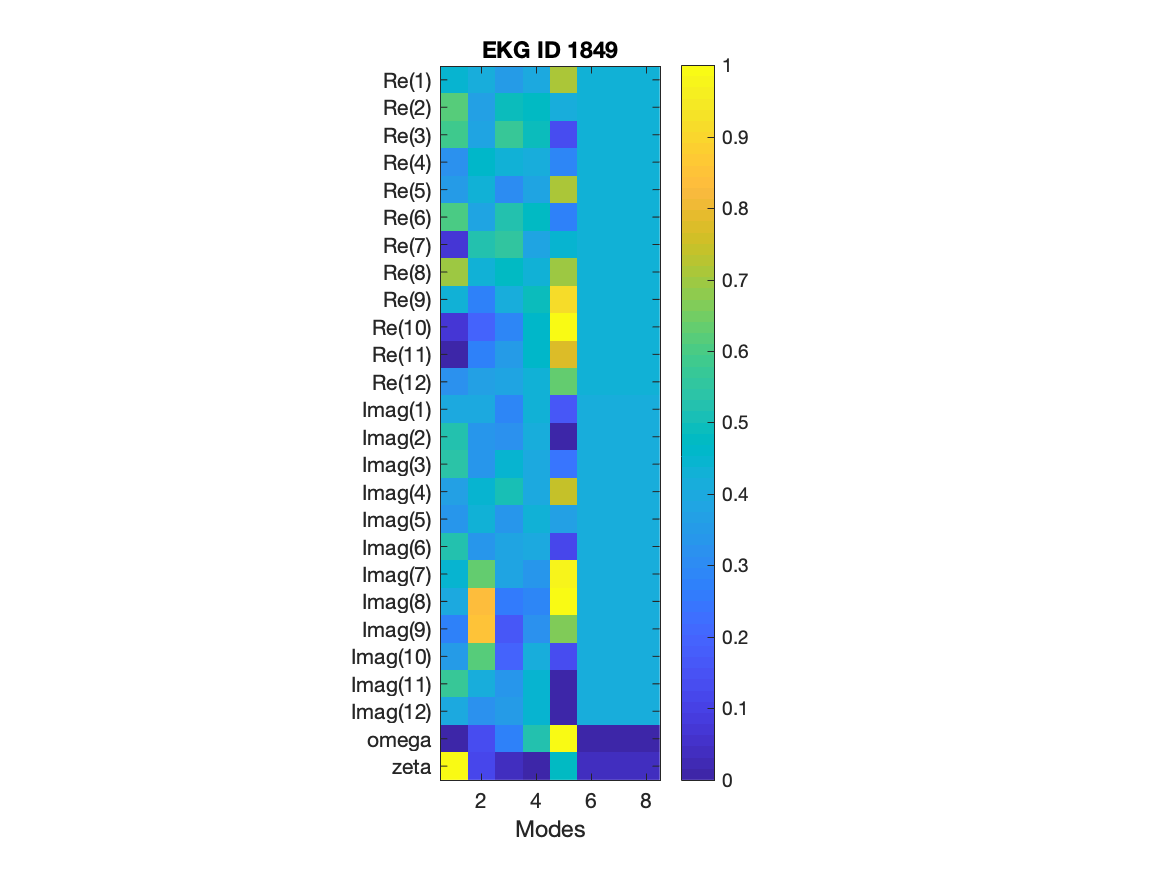 EKG ID 1849
Re(1)
Re(2)
Re(3)
Re(4)
Re(5)
Re(6)
Re(7)
Re(8)
Re(9)
Re(10)
Re(11)
Re(12)
Imag(1)
Imag(2)
Imag(3)
Imag(4)
Imag(5)
Imag(6)
Imag(7)
Imag(8)
Imag(9)
Imag(10)
Imag(11)
Imag(12)
omega
zeta
2 4 6 8
Modes
1
0.9
0.8
0.7
0.6
0.5
0.4
0.3
0.2
0.1
0